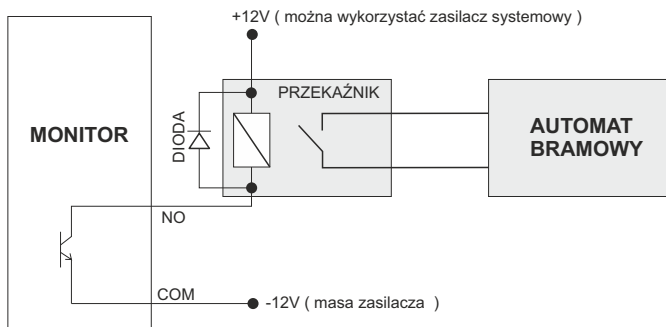 +12V ( można wykorzystać zasilacz systemowy )
PRZEKAŹNIK
MONITOR
DIODA
AUTOMAT
BRAMOWY
NO
COM
-12V ( masa zasilacza )